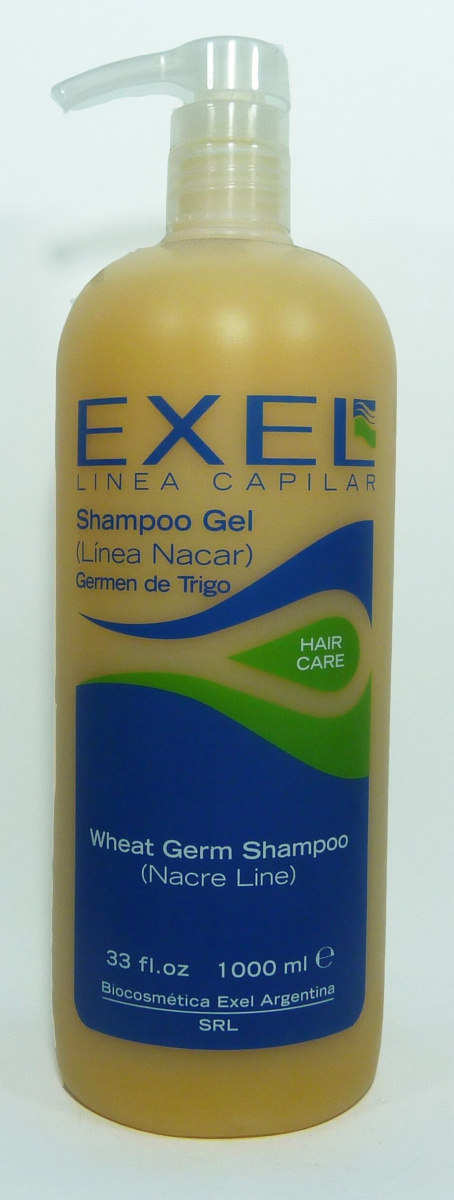 EXEL
LINEA CAPILAR
Shampoo Gel
(Línea Nacar)
Germen de Trigo
HAIR
CARE
Wheat Germ Shampoo
(Nacre Line)
33 fl.oz 1000 ml ℮
Biocosmética Exel Argentina
SRL